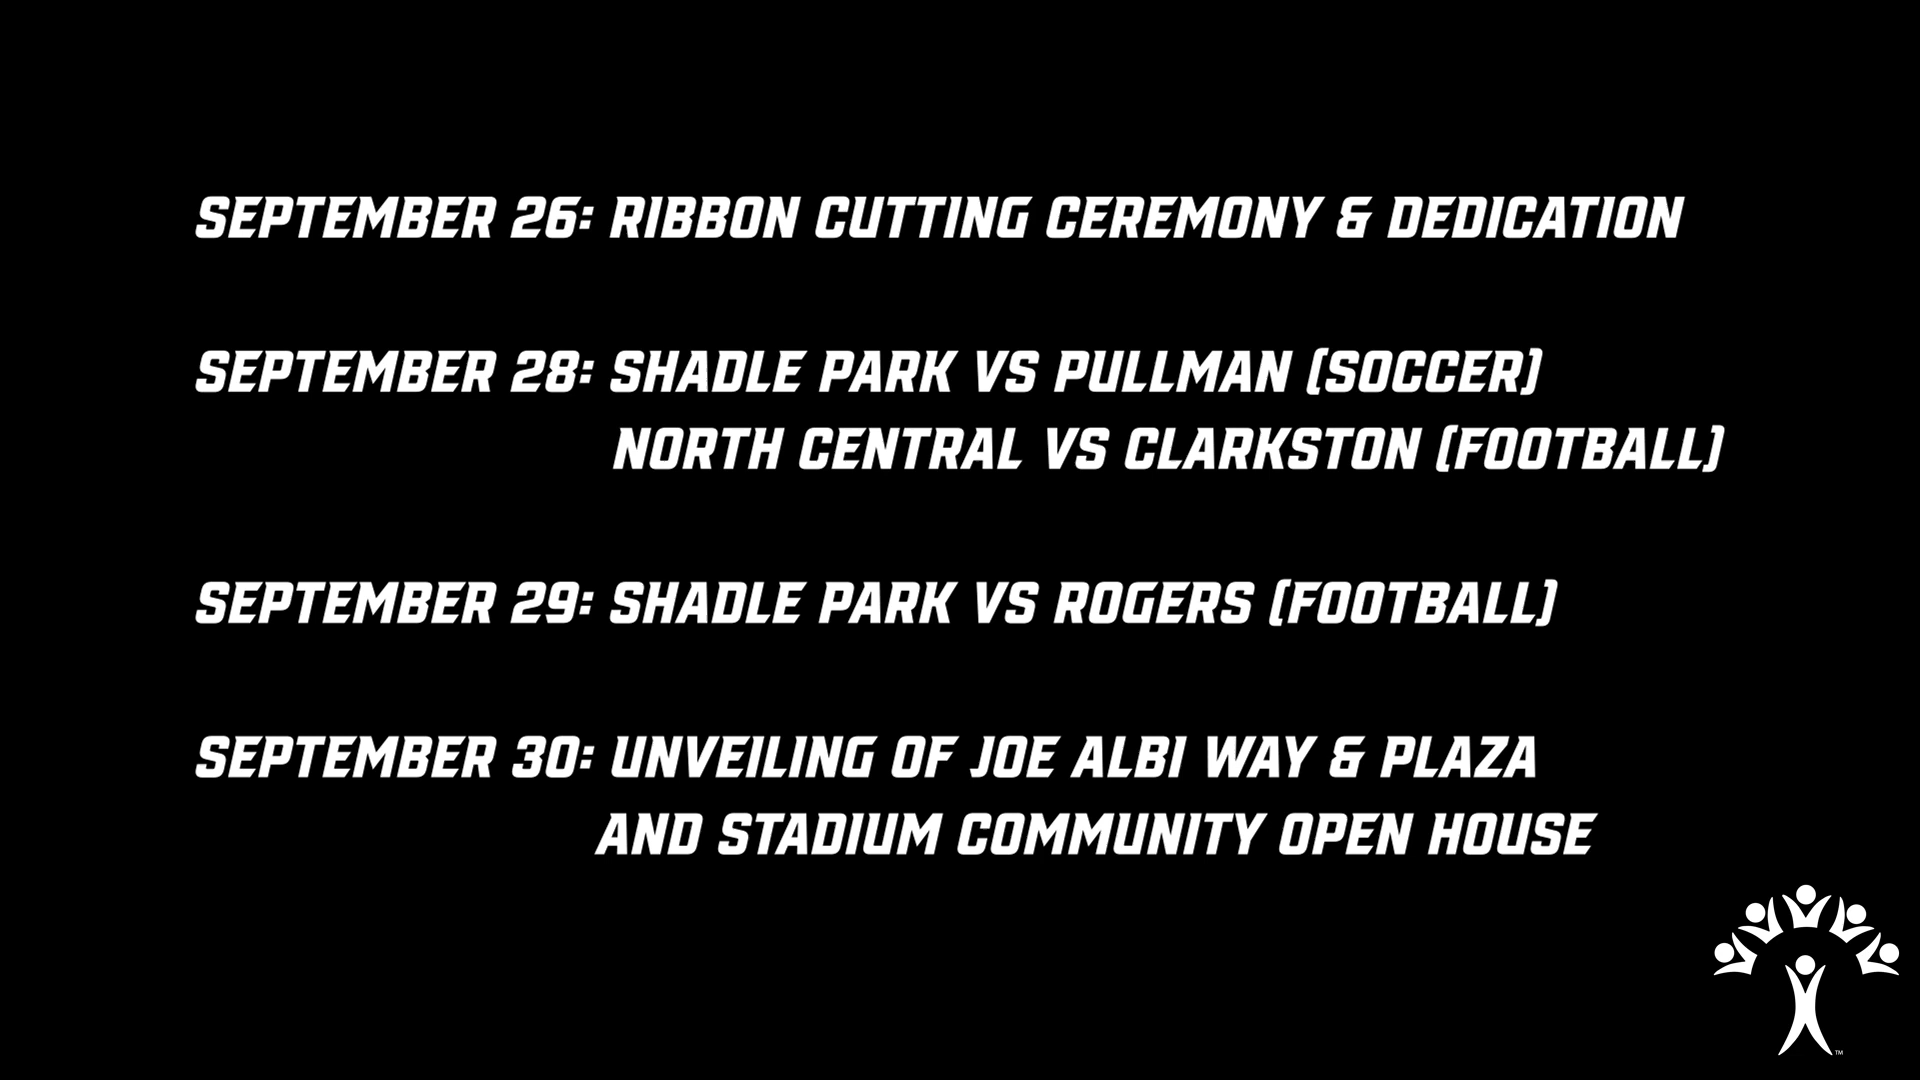 SEPTEMBER 26: RIBBON CUTTING CEREMONY & DEDICATION
SEPTEMBER 28: SHADLE PARK VS PULLMAN (SOCCER)
NORTH CENTRAL VS CLARKSTON (FOOTBALL)
SEPTEMBER 29: SHADLE PARK VS ROGERS (FOOTBALL)
SEPTEMBER 30: UNVEILING OF JOE ALBI WAY & PLAZA
AND STADIUM COMMUNITY OPEN HOUSE
TM